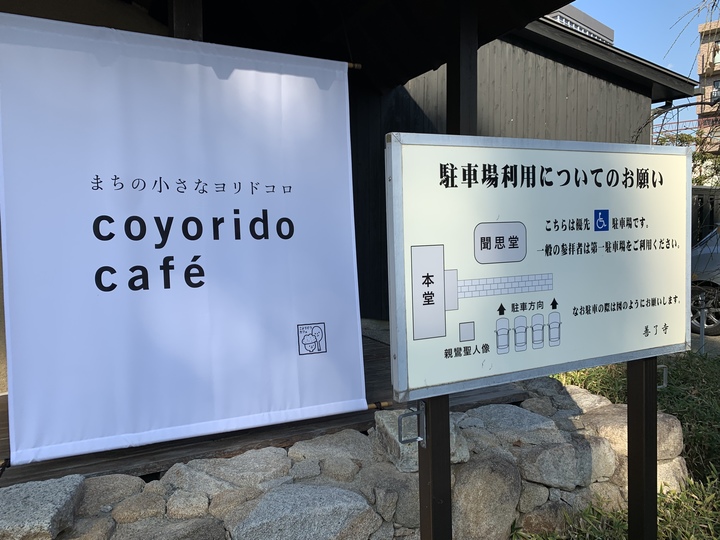 まちの小さなヨリドコロ
coyorido
café
駐車場利用についてのお願い
こちらは優先 駐車場です。
一般の参拝者は第一駐車場をご利用ください。
聞思堂
本堂
駐車方向
なお駐車の際は図のようにお願いします。
親鸞聖人像
善了寺